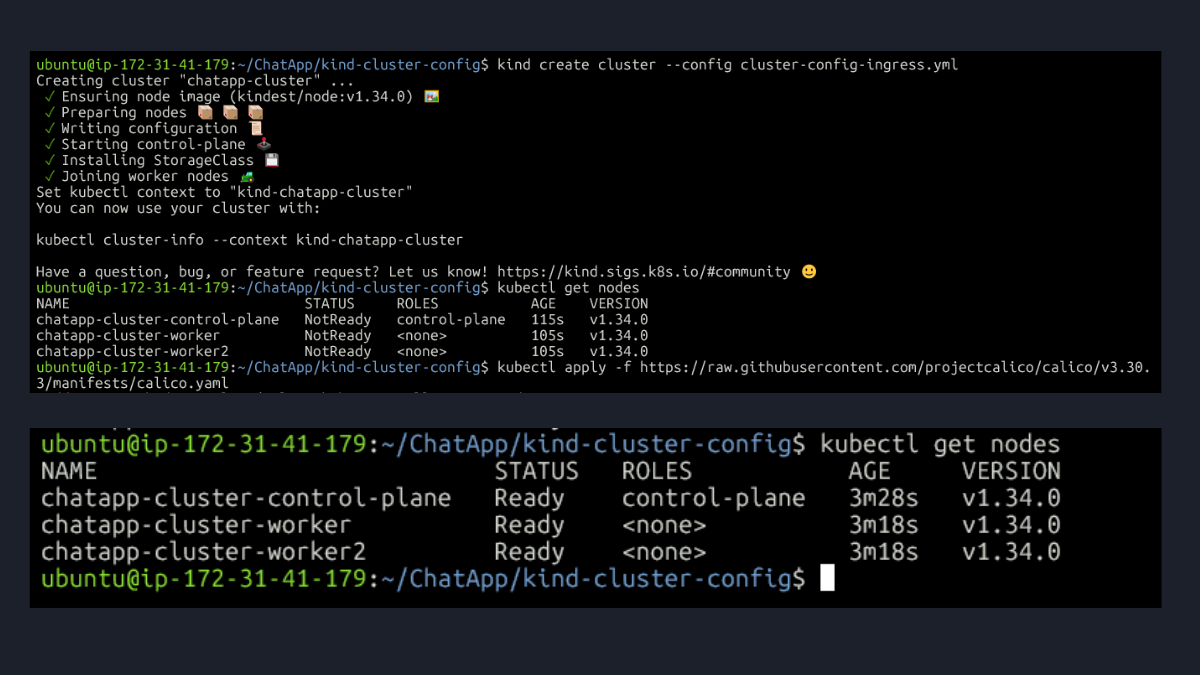 ubuntu@ip-172-31-41-179:~/ChatApp/kind-cluster-config$ kind create cluster --config cluster-config-ingress.yml
Creating cluster "chatapp-cluster" ...
✓ Ensuring node image (kindest/node:v1.34.0) 🖼
✓ Preparing nodes 📦 📦 📦
✓ Writing configuration 📜
✓ Starting control-plane 🕹️
✓ Installing StorageClass 💾
✓ Joining worker nodes 🚜
Set kubectl context to "kind-chatapp-cluster"
You can now use your cluster with:
kubectl cluster-info --context kind-chatapp-cluster
Have a question, bug, or feature request? Let us know! https://kind.sigs.k8s.io/#community 🙂
ubuntu@ip-172-31-41-179:~/ChatApp/kind-cluster-config$ kubectl get nodes
NAME STATUS ROLES AGE VERSION
chatapp-cluster-control-plane NotReady control-plane 115s v1.34.0
chatapp-cluster-worker NotReady <none> 105s v1.34.0
chatapp-cluster-worker2 NotReady <none> 105s v1.34.0
ubuntu@ip-172-31-41-179:~/ChatApp/kind-cluster-config$ kubectl apply -f https://raw.githubusercontent.com/projectcalico/calico/v3.30.
3/manifests/calico.yaml
ubuntu@ip-172-31-41-179:~/ChatApp/kind-cluster-config$ kubectl get nodes
NAME STATUS ROLES AGE VERSION
chatapp-cluster-control-plane Ready control-plane 3m28s v1.34.0
chatapp-cluster-worker Ready <none> 3m18s v1.34.0
chatapp-cluster-worker2 Ready <none> 3m18s v1.34.0
ubuntu@ip-172-31-41-179:~/ChatApp/kind-cluster-config$